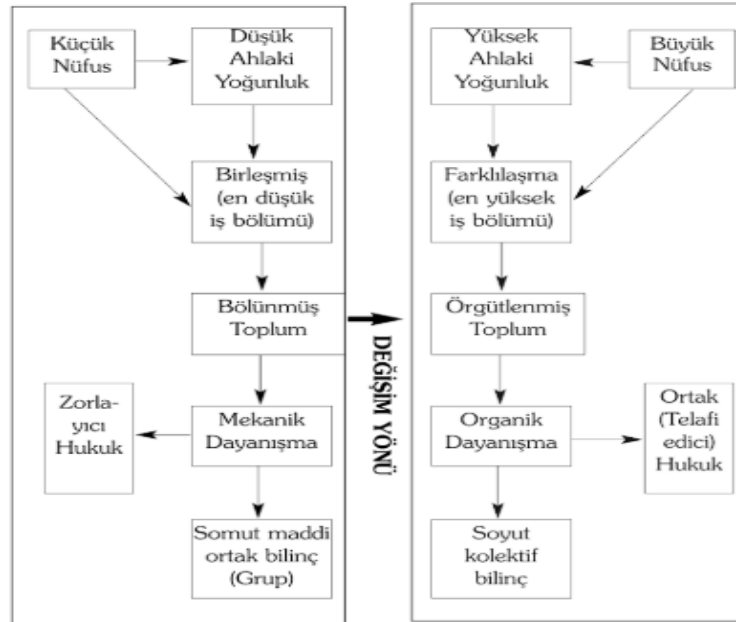 Küçük
Nüfus
Düşük
Ahlaki
Yoğunluk
Birleşmiş
(en düşük
iş bölümü)
Bölünmüş
Toplum
Zorla-
yıcı
Hukuk
Mekanik
Dayanışma
Somut maddi
ortak bilinç
(Grup)
DEĞİŞİM YÖNÜ
Yüksek
Ahlaki
Yoğunluk
Büyük
Nüfus
Farklılaşma
(en yüksek
iş bölümü)
Örgütlenmiş
Toplum
Organik
Dayanışma
Ortak
(Telafi
edici)
Hukuk
Soyut
kolektif
bilinç